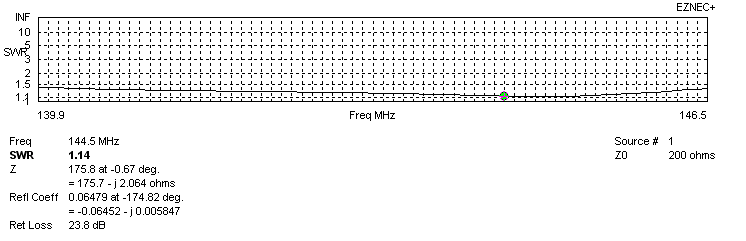 EZNEC+
INF
10
5
SWR
3
2
1.5
1.1
139.9 Freq MHz 146.5
Freq 144.5 MHz Source # 1
SWR 1.14 Z0 200 ohms
Z 175.8 at -0.67 deg.
= 175.7 - j 2.064 ohms
Refl Coeff 0.06479 at -174.82 deg.
= -0.06452 - j 0.005847
Ret Loss 23.8 dB